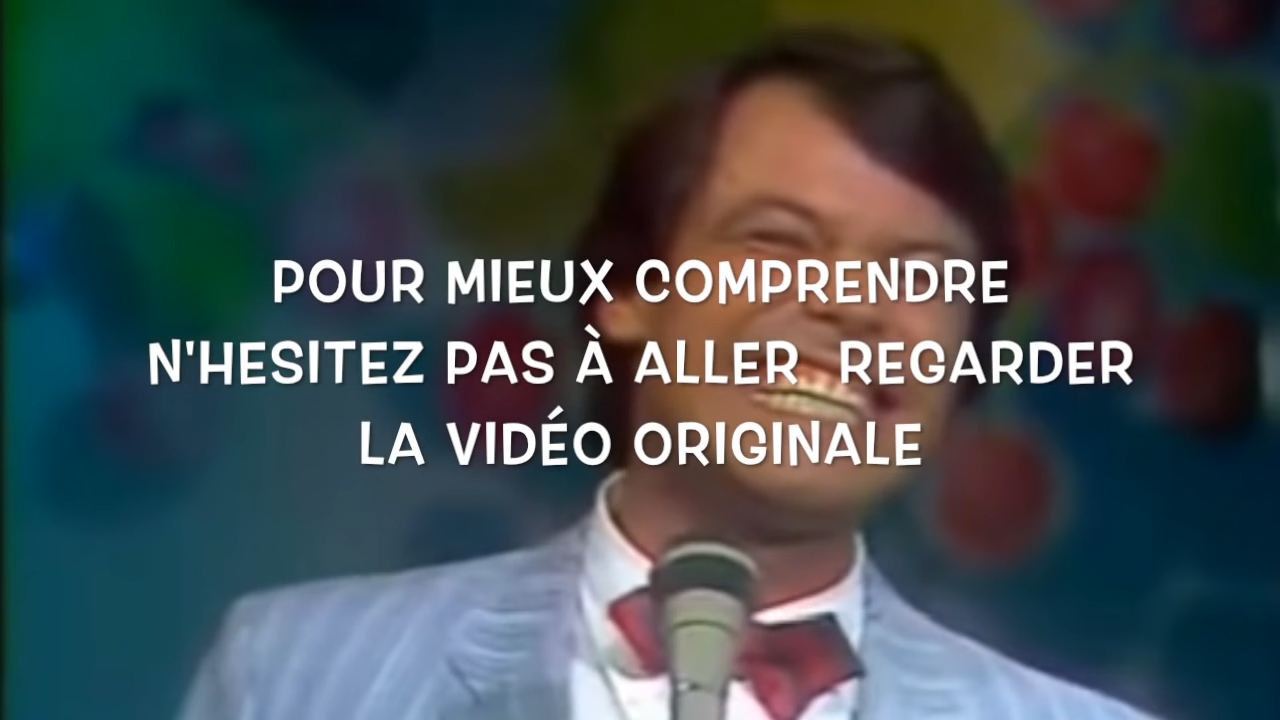 POUR MIEUX COMPRENDRE
N'HESITEZ PAS À ALLER REGARDER
LA VIDÉO ORIGINALE